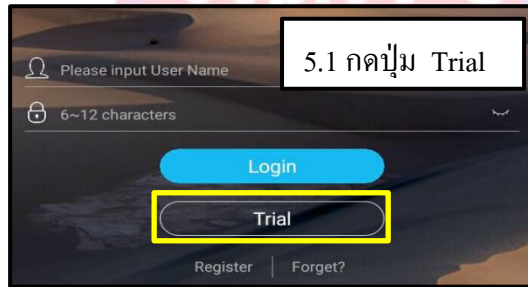 5.1 กดปุ่ม Trial
Please input User Name
6~12 characters
Login
Trial
Register | Forget?